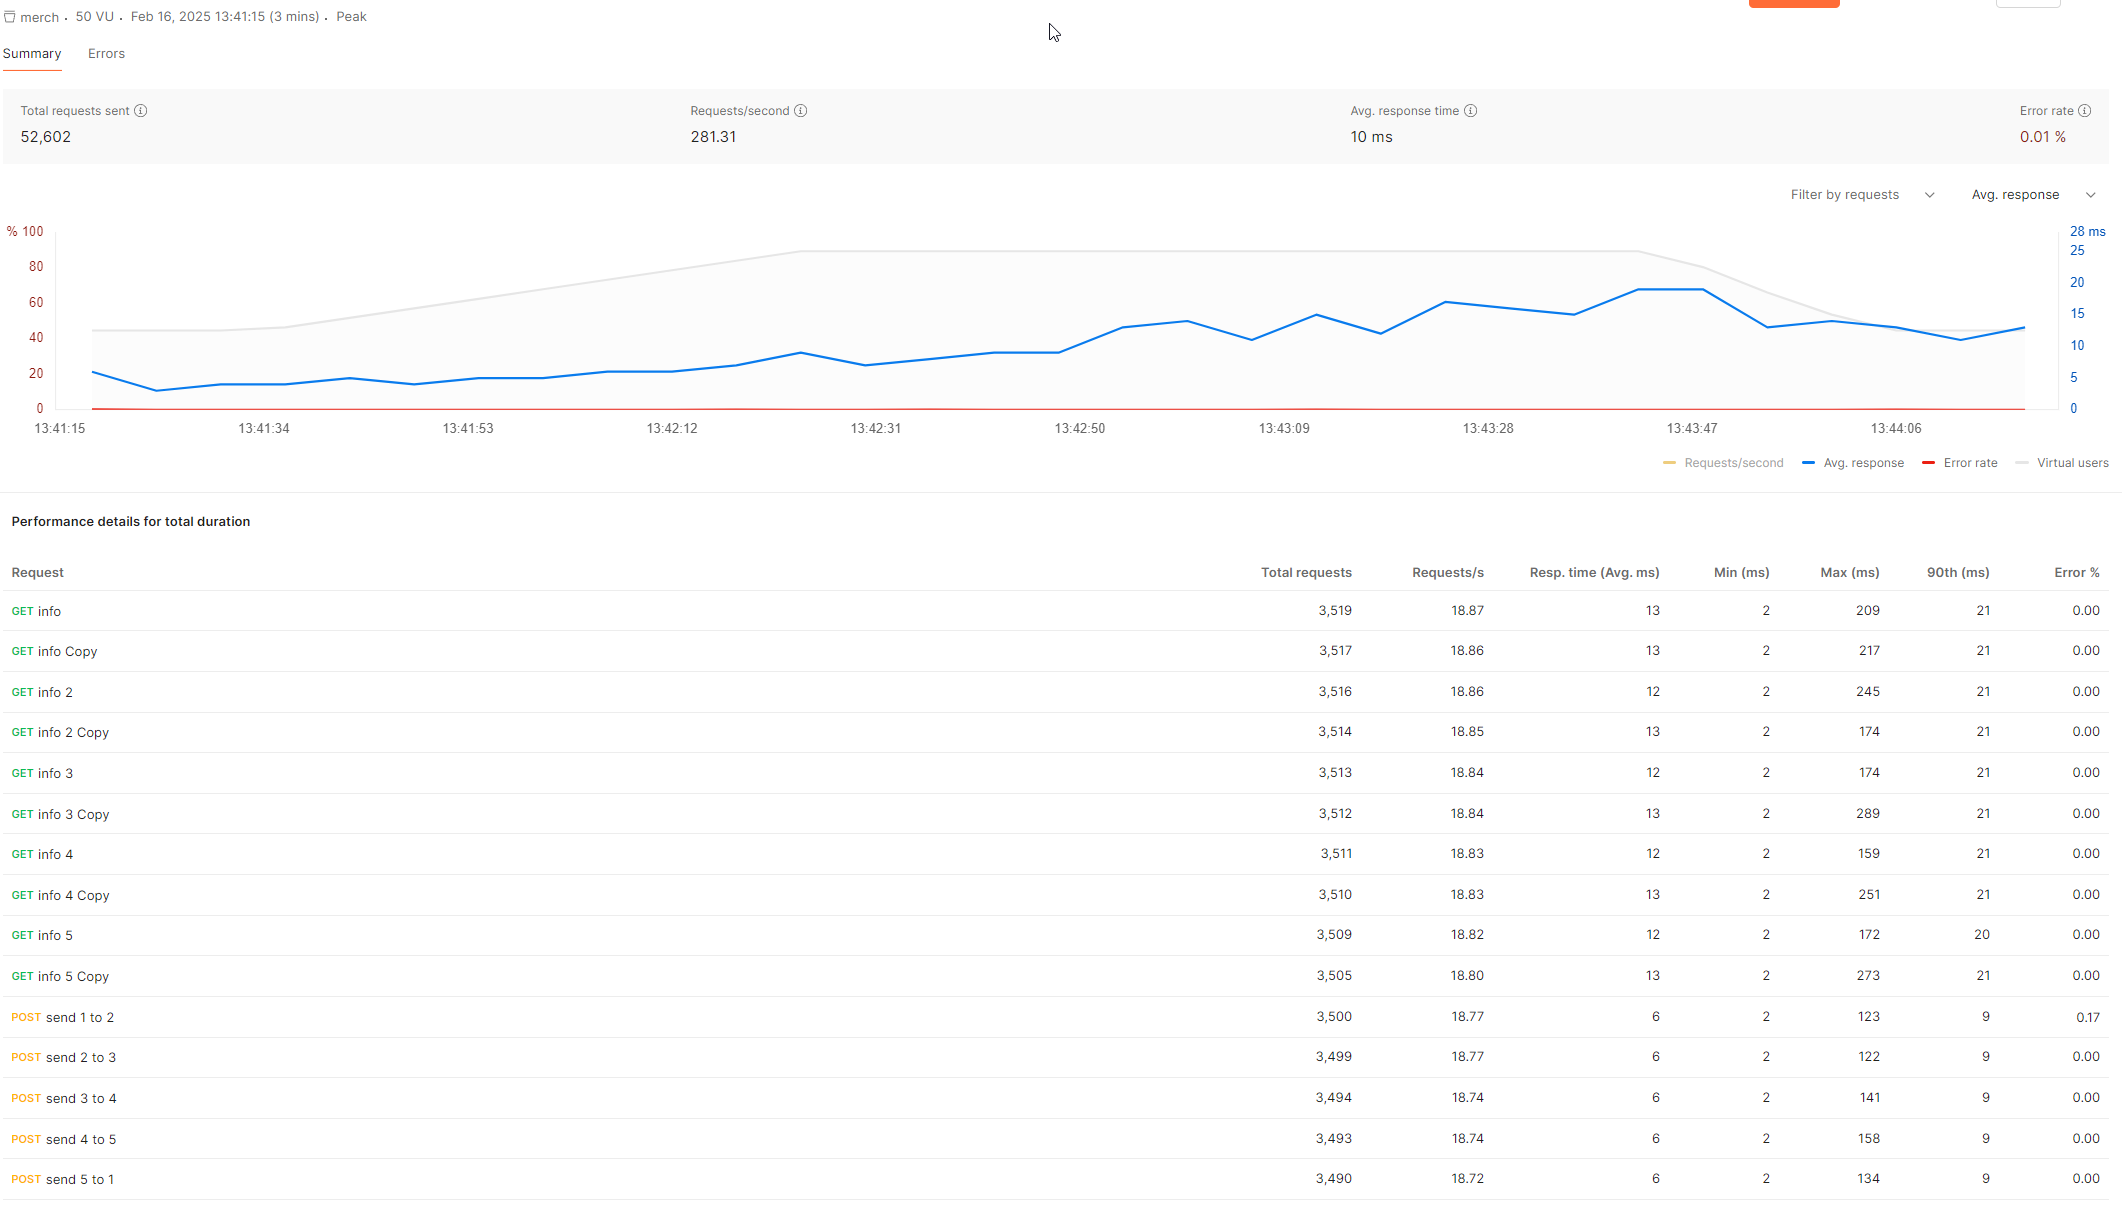 merch · 50 VU · Feb 16, 2025 13:41:15 (3 mins) · Peak
Summary Errors
Total requests sent Requests/second Avg. response time Error rate
52,602 281.31 10 ms 0.01 %
Filter by requests Avg. response
% 100 28 ms
25
80
20
60
15
40
10
20
5
0 0
13:41:15 13:41:34 13:41:53 13:42:12 13:42:31 13:42:50 13:43:09 13:43:28 13:43:47 13:44:06
Requests/second Avg. response Error rate Virtual users
Performance details for total duration
Request Total requests Requests/s Resp. time (Avg. ms) Min (ms) Max (ms) 90th (ms) Error %
GET info 3,519 18.87 13 2 209 21 0.00
GET info Copy 3,517 18.86 13 2 217 21 0.00
GET info 2 3,516 18.86 12 2 245 21 0.00
GET info 2 Copy 3,514 18.85 13 2 174 21 0.00
GET info 3 3,513 18.84 12 2 174 21 0.00
GET info 3 Copy 3,512 18.84 13 2 289 21 0.00
GET info 4 3,511 18.83 12 2 159 21 0.00
GET info 4 Copy 3,510 18.83 13 2 251 21 0.00
GET info 5 3,509 18.82 12 2 172 20 0.00
GET info 5 Copy 3,505 18.80 13 2 273 21 0.00
POST send 1 to 2 3,500 18.77 6 2 123 9 0.17
POST send 2 to 3 3,499 18.77 6 2 122 9 0.00
POST send 3 to 4 3,494 18.74 6 2 141 9 0.00
POST send 4 to 5 3,493 18.74 6 2 158 9 0.00
POST send 5 to 1 3,490 18.72 6 2 134 9 0.00